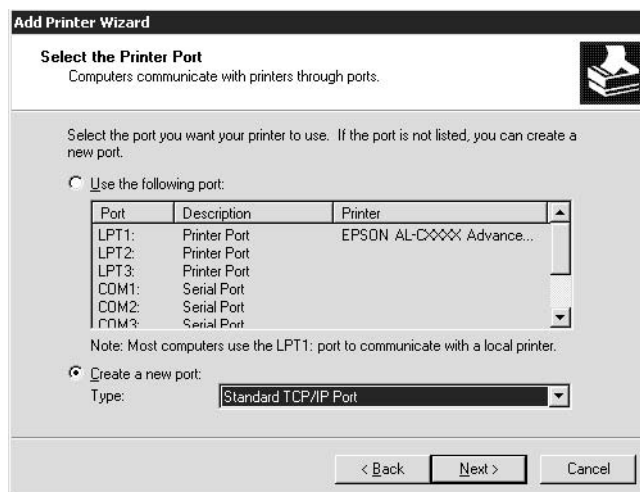 Add Printer Wizard
Select the Printer Port
Computers communicate with printers through ports.
Select the port you want your printer to use. If the port is not listed, you can create a
new port.
Use the following port:
Port Description Printer
LPT1: Printer Port EPSON AL-CXXXX Advance...
LPT2: Printer Port
LPT3: Printer Port
COM1: Serial Port
COM2: Serial Port
COM3: Serial Port
Note: Most computers use the LPT1: port to communicate with a local printer.
Create a new port:
Type: Standard TCP/IP Port
< Back Next > Cancel